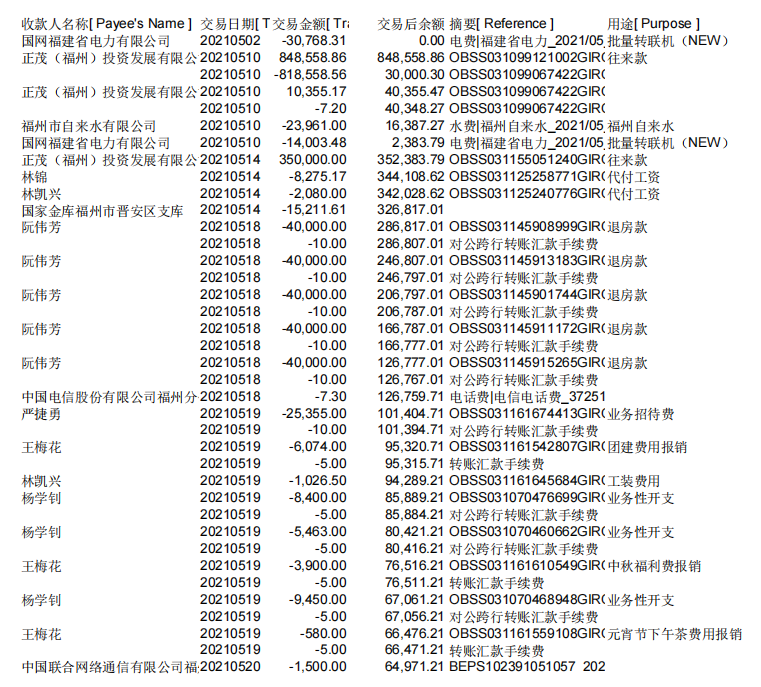 收款人名称[ Payee's Name ] 交易日期[ T 交易金额[ Tra 交易后余额 摘要[ Reference ] 用途[ Purpose ]
国网福建省电力有限公司 20210502 -30,768.31 0.00 电费|福建省电力_2021/05 批量转联机（NEW）
正茂（福州）投资发展有限公 20210510 848,558.86 848,558.86 OBSS031099121002GIR( 往来款
20210510 -818,558.56 30,000.30 OBSS031099067422GIR(
正茂（福州）投资发展有限公 20210510 10,355.17 40,355.47 OBSS031099067422GIR(
20210510 -7.20 40,348.27 OBSS031099067422GIR(
福州市自来水有限公司 20210510 -23,961.00 16,387.27 水费|福州自来水_2021/05 福州自来水
国网福建省电力有限公司 20210510 -14,003.48 2,383.79 电费|福建省电力_2021/05 批量转联机（NEW）
正茂（福州）投资发展有限公 20210514 350,000.00 352,383.79 OBSS031155051240GIR( 往来款
林锦 20210514 -8,275.17 344,108.62 OBSS031125258771GIR( 代付工资
林凯兴 20210514 -2,080.00 342,028.62 OBSS031125240776GIR( 代付工资
国家金库福州市晋安区支库 20210514 -15,211.61 326,817.01
阮伟芳 20210518 -40,000.00 286,817.01 OBSS031145908999GIR( 退房款
20210518 -10.00 286,807.01 对公跨行转账汇款手续费
阮伟芳 20210518 -40,000.00 246,807.01 OBSS031145913183GIR( 退房款
20210518 -10.00 246,797.01 对公跨行转账汇款手续费
阮伟芳 20210518 -40,000.00 206,797.01 OBSS031145901744GIR( 退房款
20210518 -10.00 206,787.01 对公跨行转账汇款手续费
阮伟芳 20210518 -40,000.00 166,787.01 OBSS031145911172GIR( 退房款
20210518 -10.00 166,777.01 对公跨行转账汇款手续费
阮伟芳 20210518 -40,000.00 126,777.01 OBSS031145915265GIR( 退房款
20210518 -10.00 126,767.01 对公跨行转账汇款手续费
中国电信股份有限公司福州分 20210518 -7.30 126,759.71 电话费|电信电话费_37251
严捷勇 20210519 -25,355.00 101,404.71 OBSS031161674413GIR( 业务招待费
20210519 -10.00 101,394.71 对公跨行转账汇款手续费
王梅花 20210519 -6,074.00 95,320.71 OBSS031161542807GIR( 团建费用报销
20210519 -5.00 95,315.71 转账汇款手续费
林凯兴 20210519 -1,026.50 94,289.21 OBSS031161645684GIR( 工装费用
杨学钊 20210519 -8,400.00 85,889.21 OBSS031070476699GIR( 业务性开支
20210519 -5.00 85,884.21 对公跨行转账汇款手续费
杨学钊 20210519 -5,463.00 80,421.21 OBSS031070460662GIR( 业务性开支
20210519 -5.00 80,416.21 对公跨行转账汇款手续费
王梅花 20210519 -3,900.00 76,516.21 OBSS031161610549GIR( 中秋福利费报销
20210519 -5.00 76,511.21 转账汇款手续费
杨学钊 20210519 -9,450.00 67,061.21 OBSS031070468948GIR( 业务性开支
20210519 -5.00 67,056.21 对公跨行转账汇款手续费
王梅花 20210519 -580.00 66,476.21 OBSS031161559108GIR( 元宵节下午茶费用报销
20210519 -5.00 66,471.21 转账汇款手续费
中国联合网络通信有限公司福 20210520 -1,500.00 64,971.21 BEPS102391051057 202